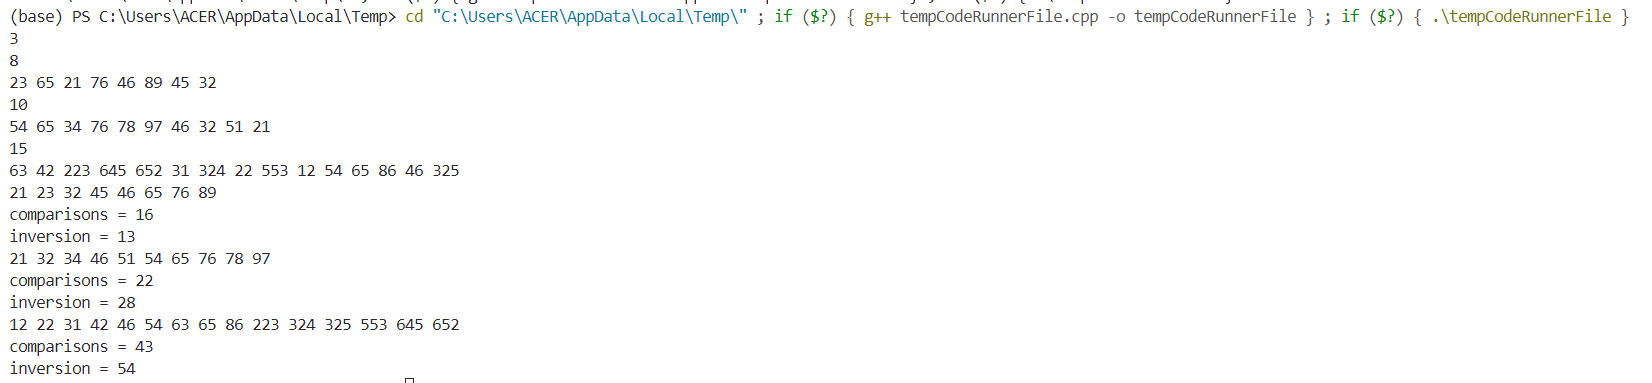 (base) PS C:\Users\ACER\AppData\Local\Temp> cd "C:\Users\ACER\AppData\Local\Temp\" ; if ($?) { g++ tempCodeRunnerFile.cpp -o tempCodeRunnerFile } ; if ($?) { .\tempCodeRunnerFile }
3
8
23 65 21 76 46 89 45 32
10
54 65 34 76 78 97 46 32 51 21
15
63 42 223 645 652 31 324 22 553 12 54 65 86 46 325
21 23 32 45 46 65 76 89
comparisons = 16
inversion = 13
21 32 34 46 51 54 65 76 78 97
comparisons = 22
inversion = 28
12 22 31 42 46 54 63 65 86 223 324 325 553 645 652
comparisons = 43
inversion = 54